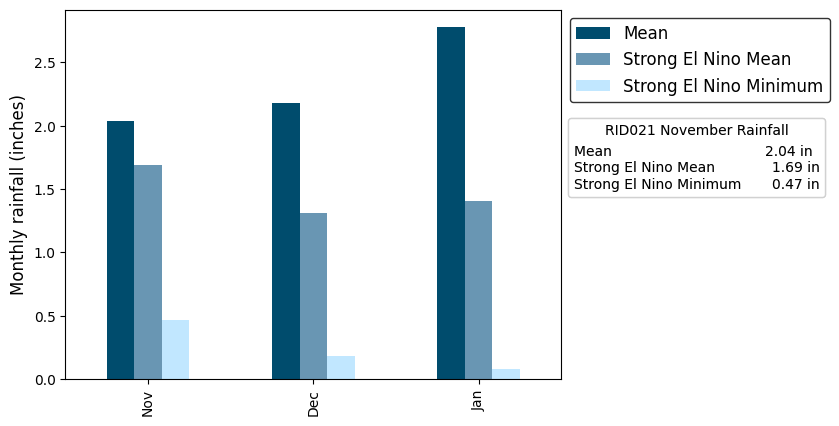 Monthly rainfall (inches)
2.5
2.0
1.5
1.0
0.5
0.0
Nov
Dec
Jan
Mean
Strong El Nino Mean
Strong El Nino Minimum
RID021 November Rainfall
Mean 2.04 in
Strong El Nino Mean 1.69 in
Strong El Nino Minimum 0.47 in